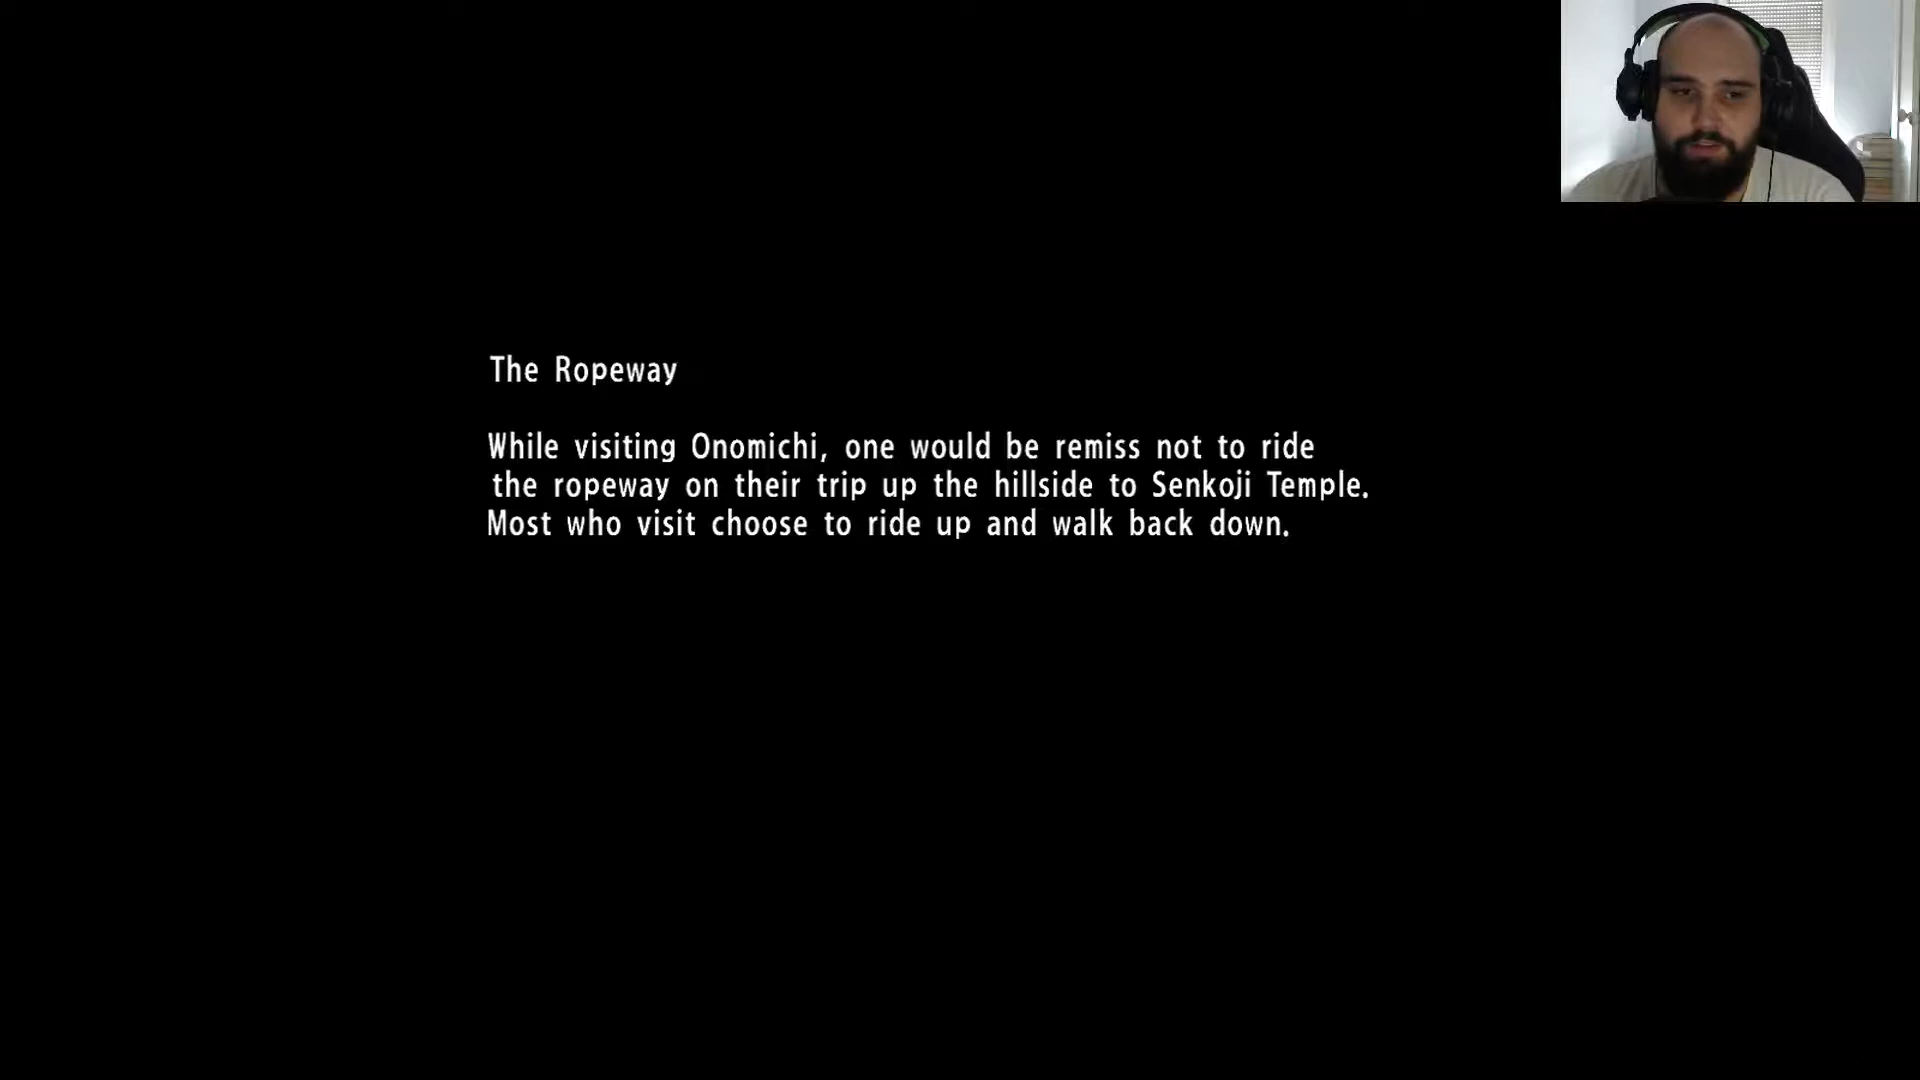 The Ropeway
While visiting Onomichi, one would be remiss not to ride
the ropeway on their trip up the hillside to Senkoji Temple.
Most who visit choose to ride up and walk back down.